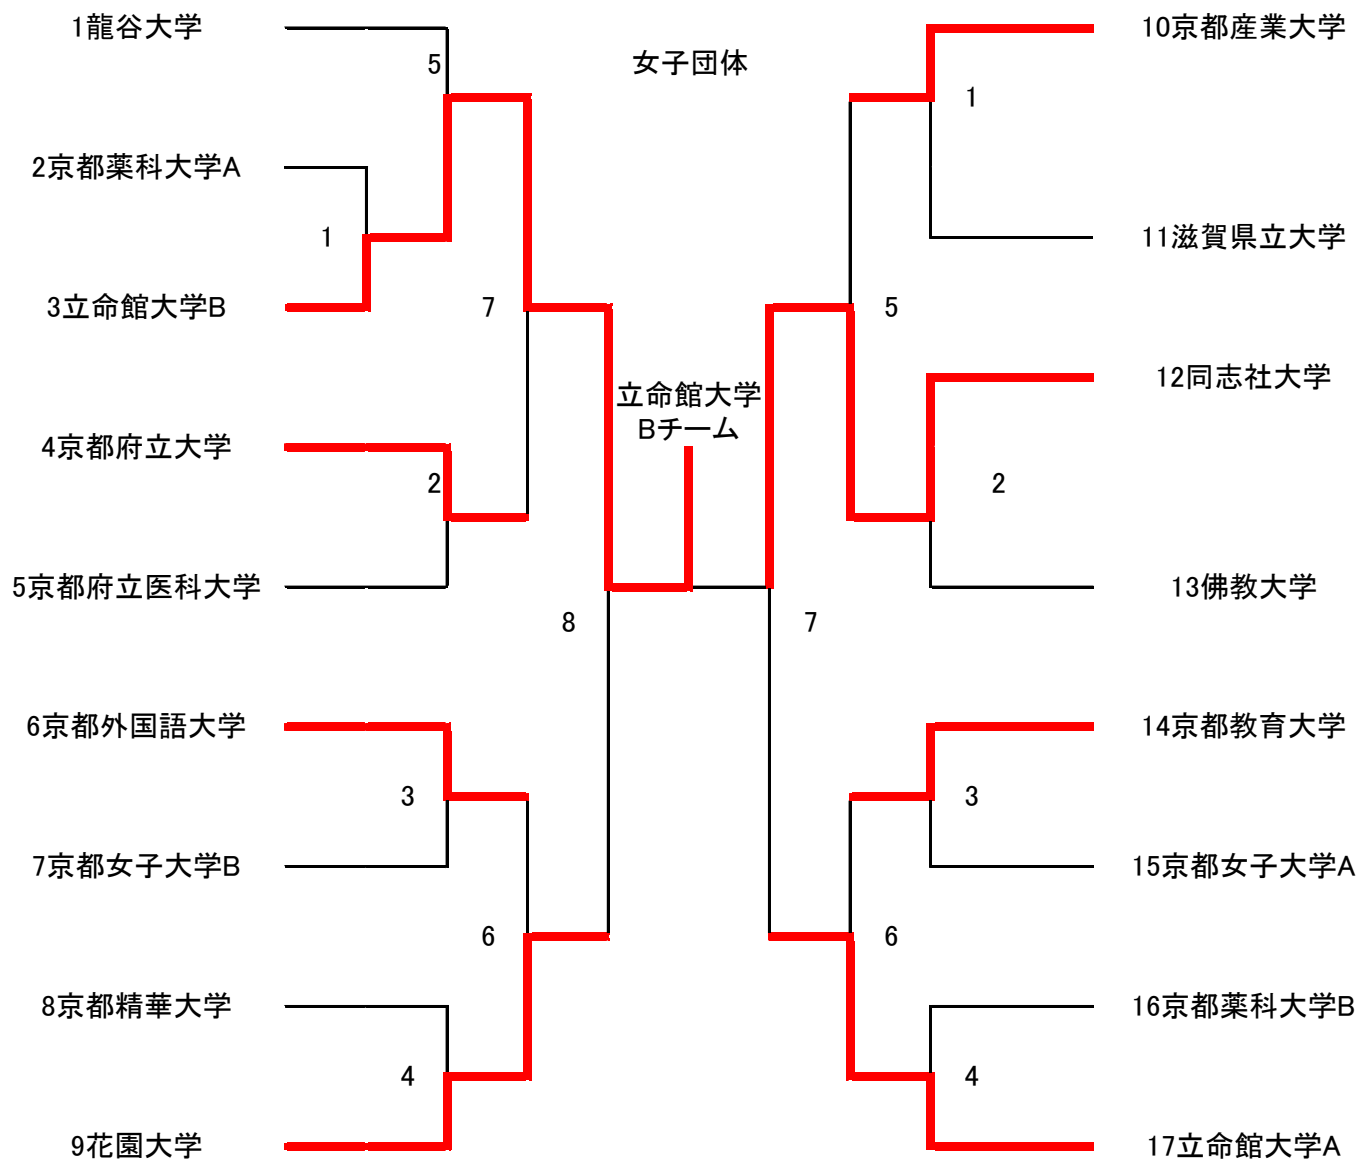 女子団体
1龍谷大学
5
2京都薬科大学A
1
3立命館大学B
7
4京都府立大学
2
5京都府立医科大学
8
6京都外国語大学
3
7京都女子大学B
6
8京都精華大学
4
9花園大学
立命館大学
Bチーム
10京都産業大学
1
11滋賀県立大学
5
12同志社大学
2
13佛教大学
7
14京都教育大学
3
15京都女子大学A
6
16京都薬科大学B
4
17立命館大学A